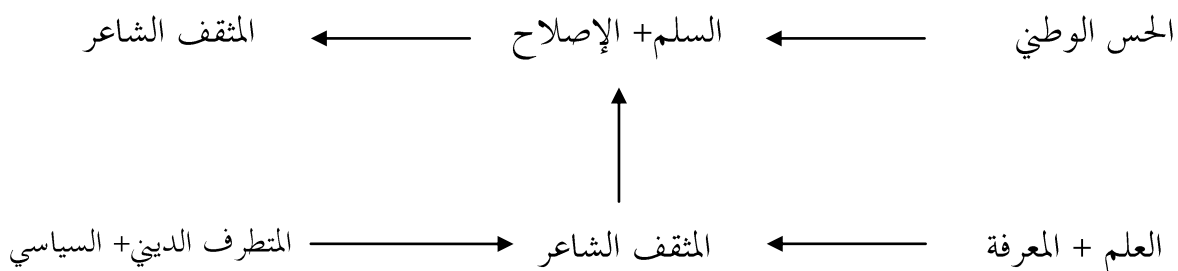 الحس الوطني السلم+ الإصلاح المثقف الشاعر
العلم + المعرفة المثقف الشاعر المتطرف الديني+ السياسي